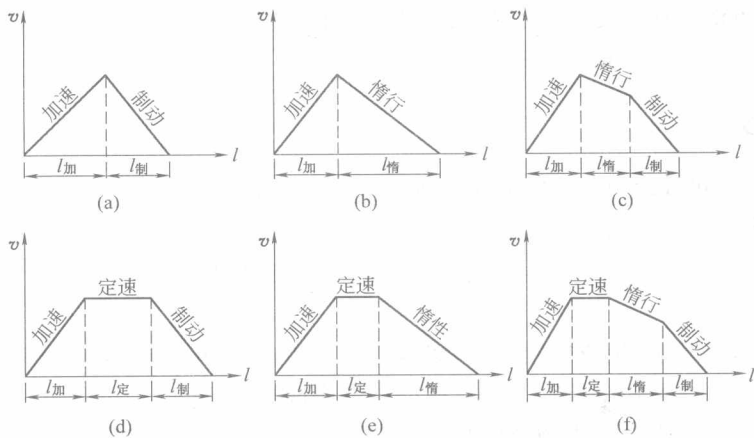 v
加速
制动
l
l加
l制
(a)
v
加速
惰行
l
l加
l惰
(b)
v
加速
惰行
制动
l
l加
l惰
l制
(c)
v
加速
定速
制动
l
l加
l定
l制
(d)
v
加速
定速
惰性
l
l加
l定
l惰
(e)
v
加速
定速
惰行
制动
l
l加
l定
l惰
l制
(f)